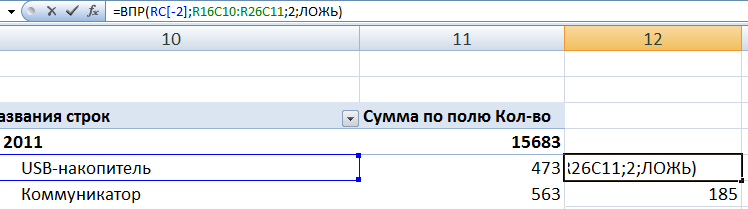 =ВПР(RC[-2];R16C10:R26C11;2;ЛОЖЬ)
10 11 12
азвания строк Сумма по полю Кол-во
2011 15683
USB-накопитель 473 R26C11;2;ЛОЖЬ)
Коммуникатор 563 185